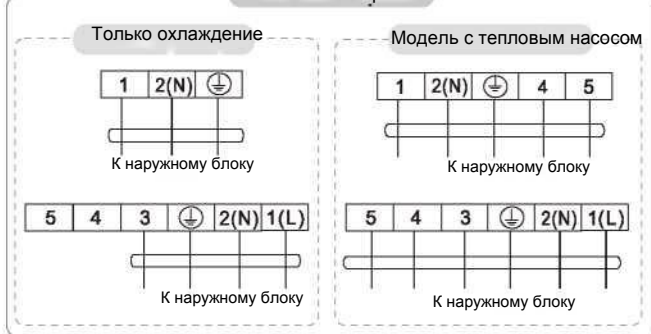 Только охлаждение
1 2(N) ⏚
К наружному блоку
5 4 3 ⏚ 2(N) 1(L)
К наружному блоку
Модель с тепловым насосом
1 2(N) ⏚ 4 5
К наружному блоку
5 4 3 ⏚ 2(N) 1(L)
К наружному блоку